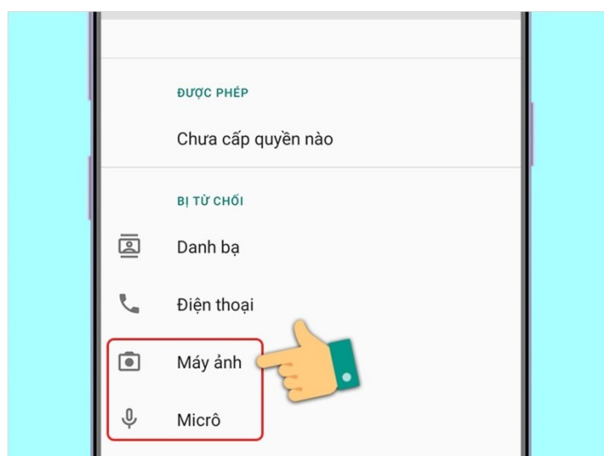 ĐƯỢC PHÉP
Chưa cấp quyền nào
BỊ TỪ CHỐI
Danh bạ
Điện thoại
Máy ảnh
Micrô